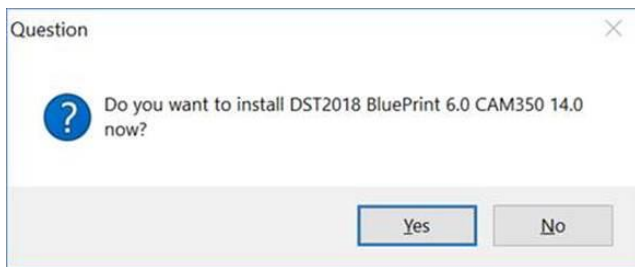 Question
Do you want to install DST2018 BluePrint 6.0 CAM350 14.0
now?
Yes
No